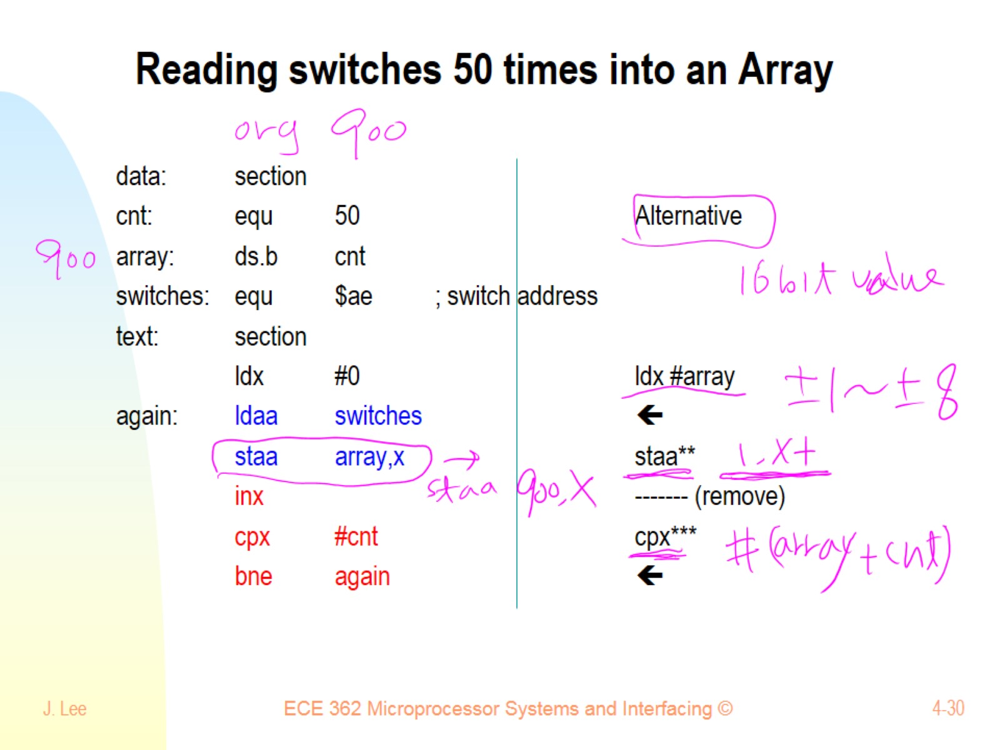 Reading switches 50 times into an Array
org 900
data: section
cnt: equ 50 Alternative
900 array: ds.b cnt 16 bit value
switches: equ $ae ; switch address
text: section
ldx #0 ldx #array ±1~±8
again: ldaa switches ←
staa array,x → staa** 1,X+
staa 900,X
inx ------- (remove)
cpx #cnt cpx*** #(array+cnt)
bne again ←
J. Lee ECE 362 Microprocessor Systems and Interfacing © 4-30